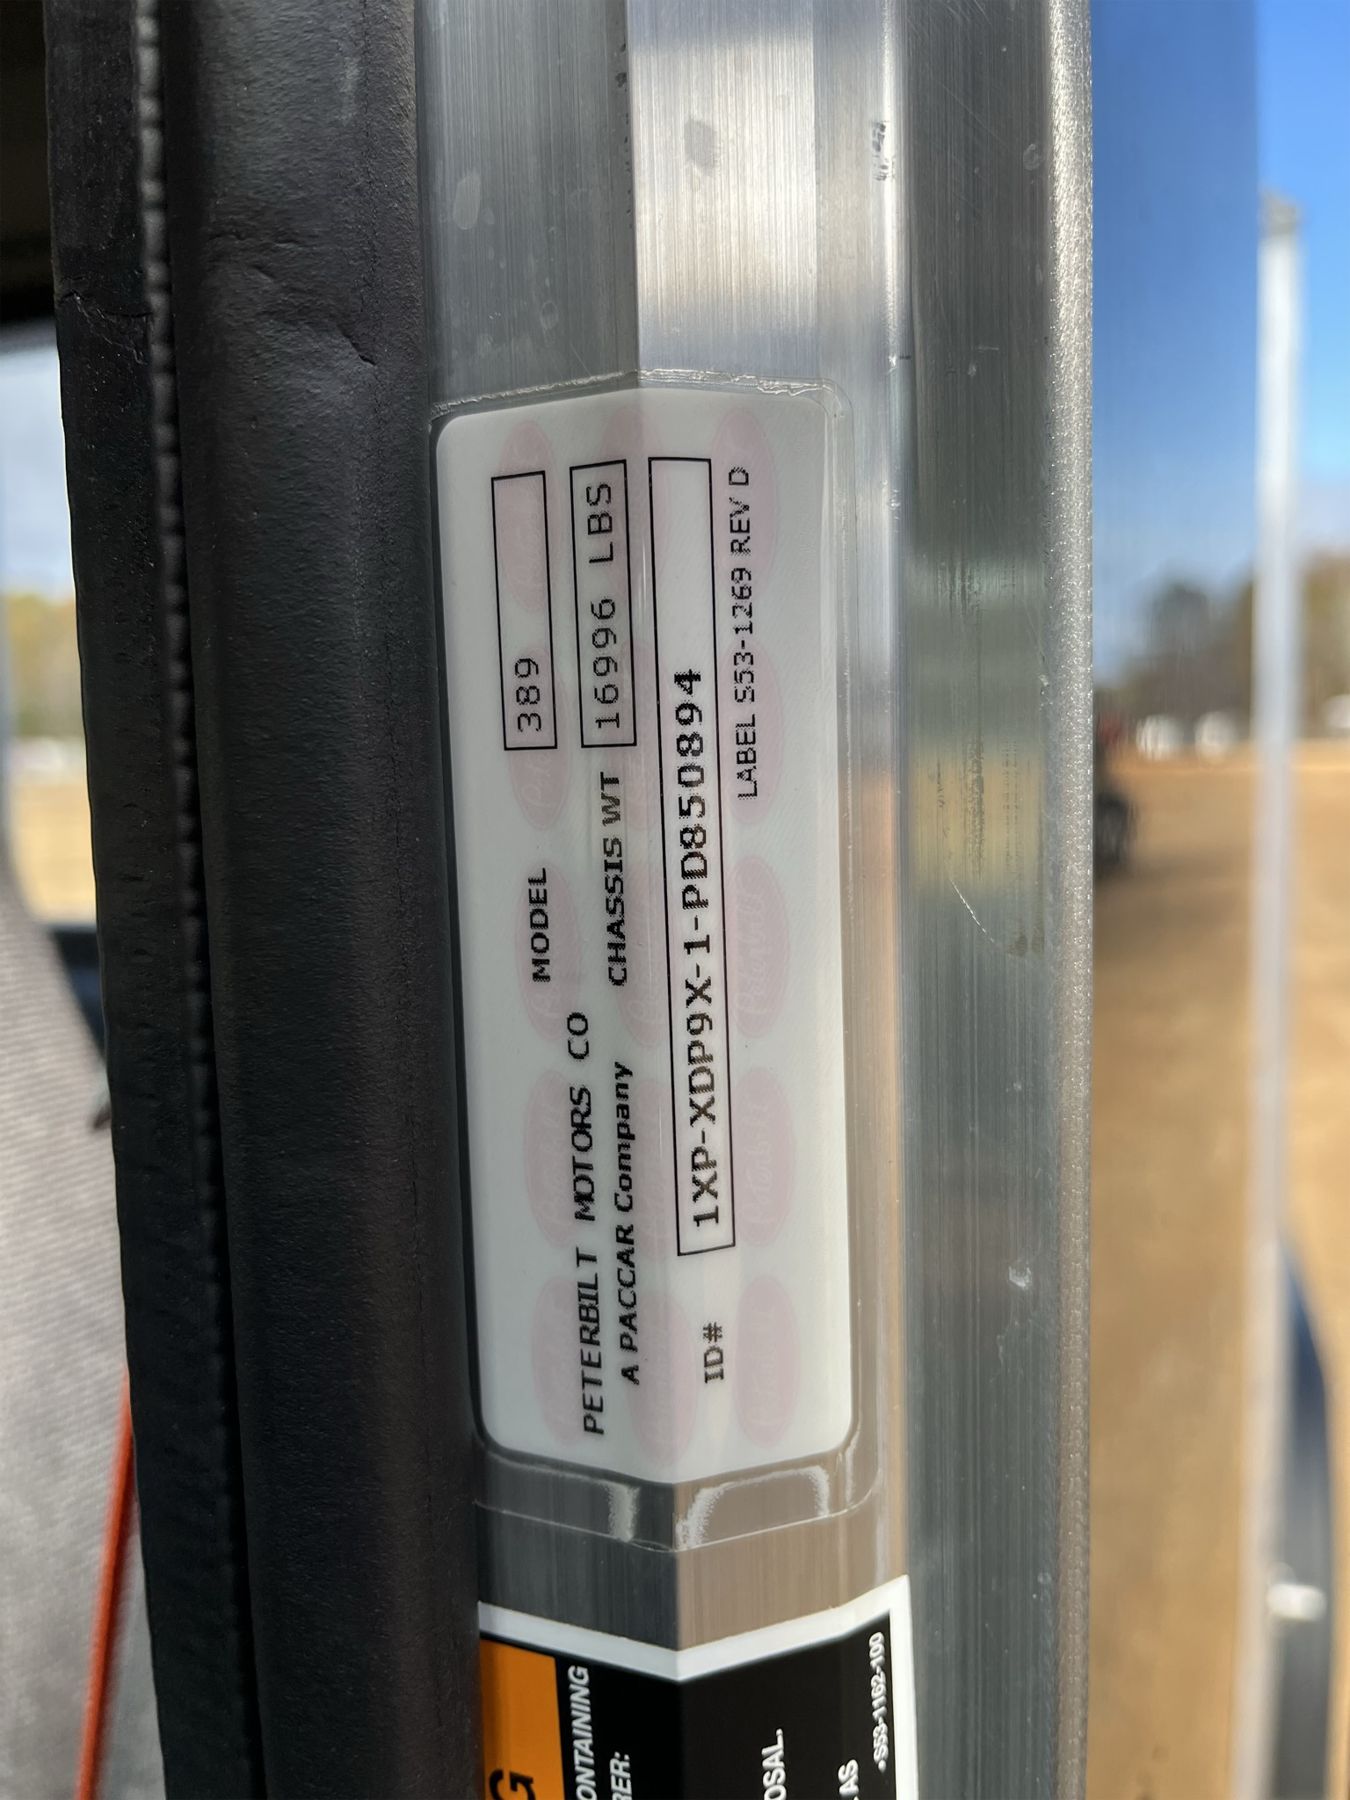 PETERBILT MOTORS CO
A PACCAR Company
MODEL 389
CHASSIS WT 16996 LBS
ID# 1XP-XDP9X-1-PD850894
LABEL S53-1269 REV D
G
ONTAINING
RER:
OSAL.
AS
S53-1162-100